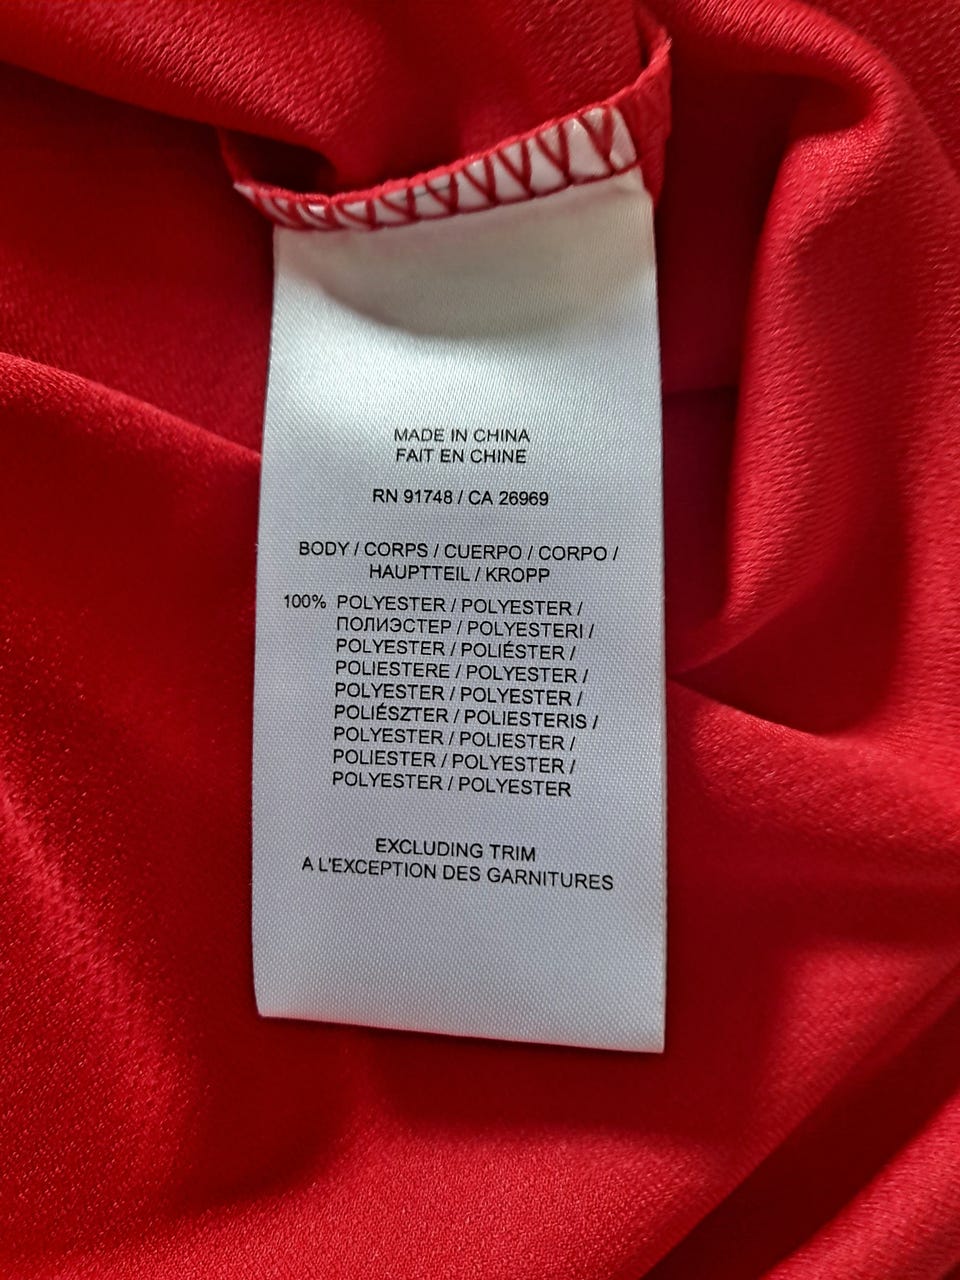 MADE IN CHINA
FAIT EN CHINE
RN 91748 / CA 26969
BODY / CORPS / CUERPO / CORPO /
HAUPTTEIL / KROPP
100% POLYESTER / POLYESTER /
ПОЛИЭСТЕР / POLYESTERI /
POLYESTER / POLIÉSTER /
POLIESTERE / POLYESTER /
POLYESTER / POLYESTER /
POLIÉSZTER / POLIESTERIS /
POLYESTER / POLIESTER /
POLIESTER / POLYESTER /
POLYESTER / POLYESTER
EXCLUDING TRIM
A L'EXCEPTION DES GARNITURES